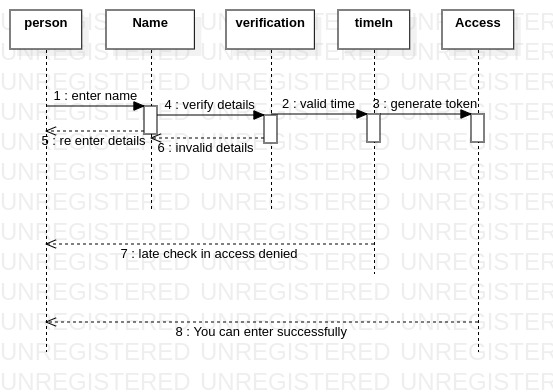 person Name verification timeIn Access
1 : enter name
4 : verify details
2 : valid time
3 : generate token
5 : re enter details
6 : invalid details
7 : late check in access denied
8 : You can enter successfully
UNREGISTERED UNREGISTERED UNREGISTERED